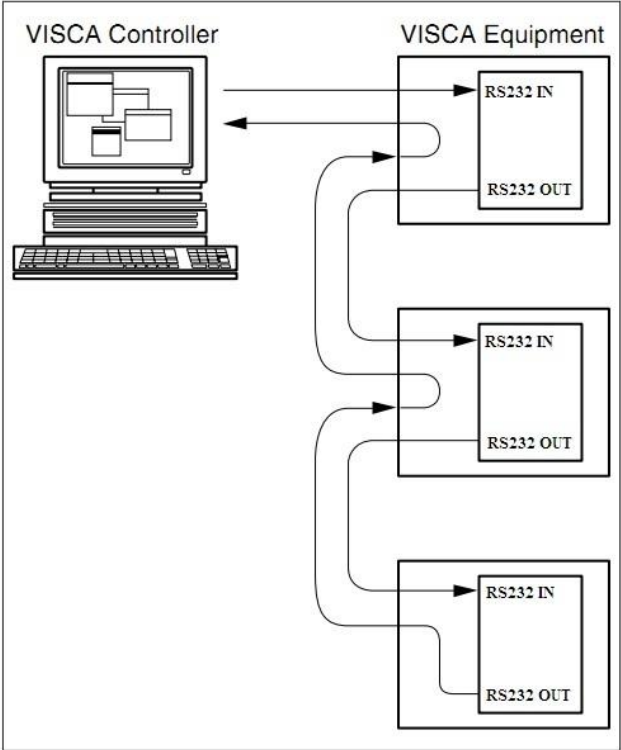 VISCA Controller
VISCA Equipment
RS232 IN
RS232 OUT
RS232 IN
RS232 OUT
RS232 IN
RS232 OUT